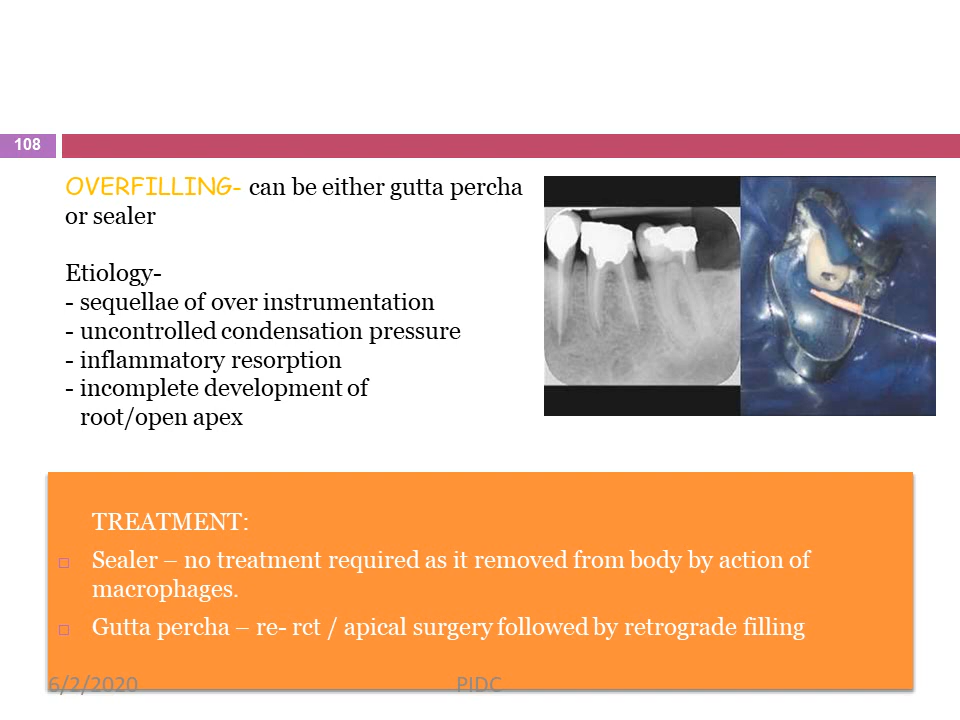 108
OVERFILLING- can be either gutta percha
or sealer
Etiology-
- sequellae of over instrumentation
- uncontrolled condensation pressure
- inflammatory resorption
- incomplete development of
root/open apex
TREATMENT:
Sealer – no treatment required as it removed from body by action of
macrophages.
Gutta percha – re- rct / apical surgery followed by retrograde filling
6/2/2020 PIDC